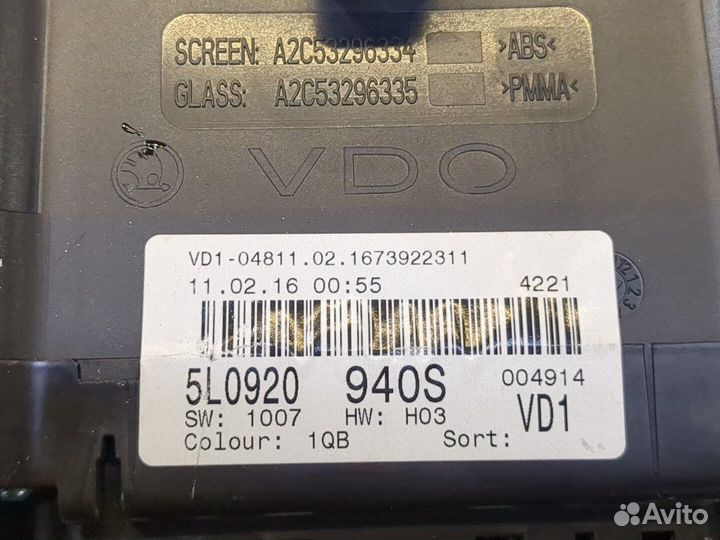 SCREEN: A2C53296334 >ABS<
GLASS: A2C53296335 >PMMA<
VDO
VD1-04811.02.1673922311
11.02.16 00:55 4221
5L0920 940S 004914
SW: 1007 HW: H03 VD1
Colour: 1QB Sort:
Avito